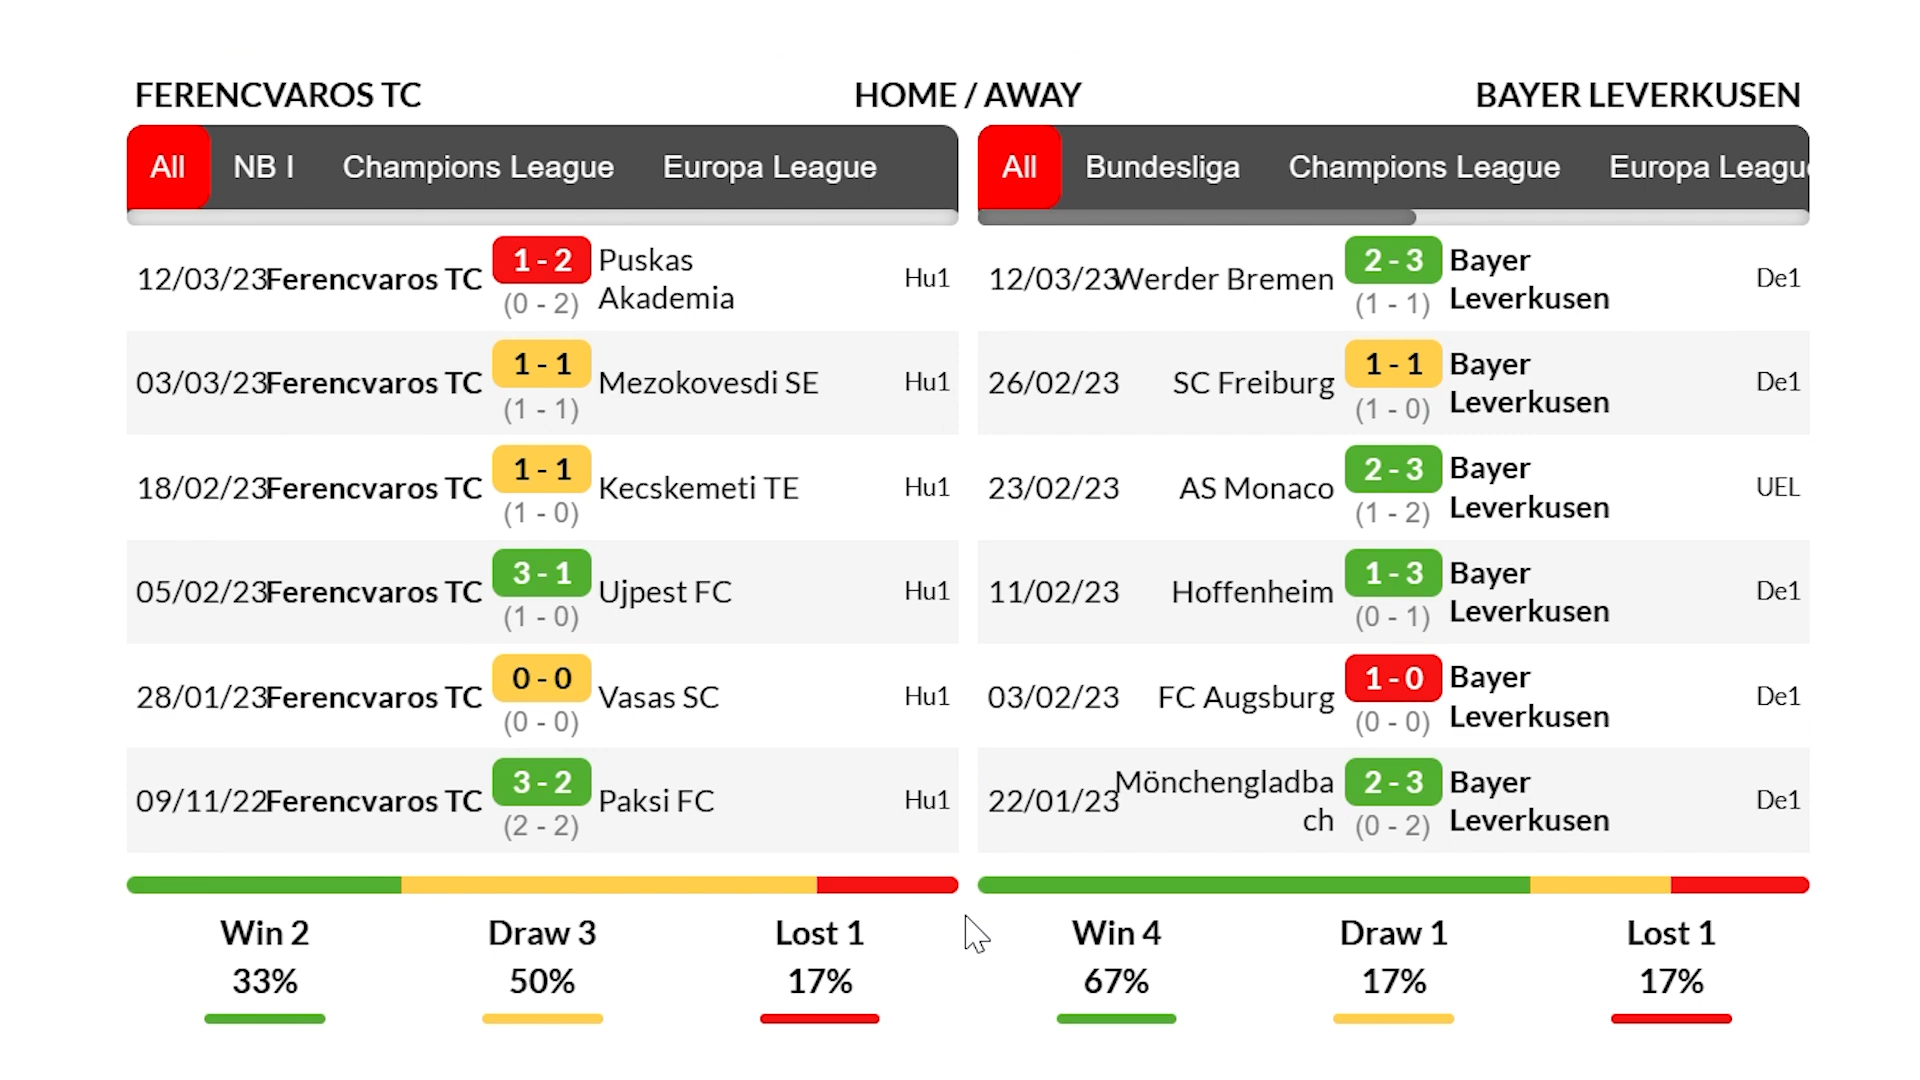 FERENCVAROS TC HOME / AWAY BAYER LEVERKUSEN
All NB I Champions League Europa League
12/03/23 Ferencvaros TC 1 - 2 Puskas Akademia Hu1
(0 - 2)
03/03/23 Ferencvaros TC 1 - 1 Mezokovesdi SE Hu1
(1 - 1)
18/02/23 Ferencvaros TC 1 - 1 Kecskemeti TE Hu1
(1 - 0)
05/02/23 Ferencvaros TC 3 - 1 Ujpest FC Hu1
(1 - 0)
28/01/23 Ferencvaros TC 0 - 0 Vasas SC Hu1
(0 - 0)
09/11/22 Ferencvaros TC 3 - 2 Paksi FC Hu1
(2 - 2)
Win 2 Draw 3 Lost 1
33% 50% 17%
All Bundesliga Champions League Europa Leagu
12/03/23 Werder Bremen 2 - 3 Bayer Leverkusen De1
(1 - 1)
26/02/23 SC Freiburg 1 - 1 Bayer Leverkusen De1
(1 - 0)
23/02/23 AS Monaco 2 - 3 Bayer Leverkusen UEL
(1 - 2)
11/02/23 Hoffenheim 1 - 3 Bayer Leverkusen De1
(0 - 1)
03/02/23 FC Augsburg 1 - 0 Bayer Leverkusen De1
(0 - 0)
22/01/23 Mönchengladbach 2 - 3 Bayer Leverkusen De1
(0 - 2)
Win 4 Draw 1 Lost 1
67% 17% 17%